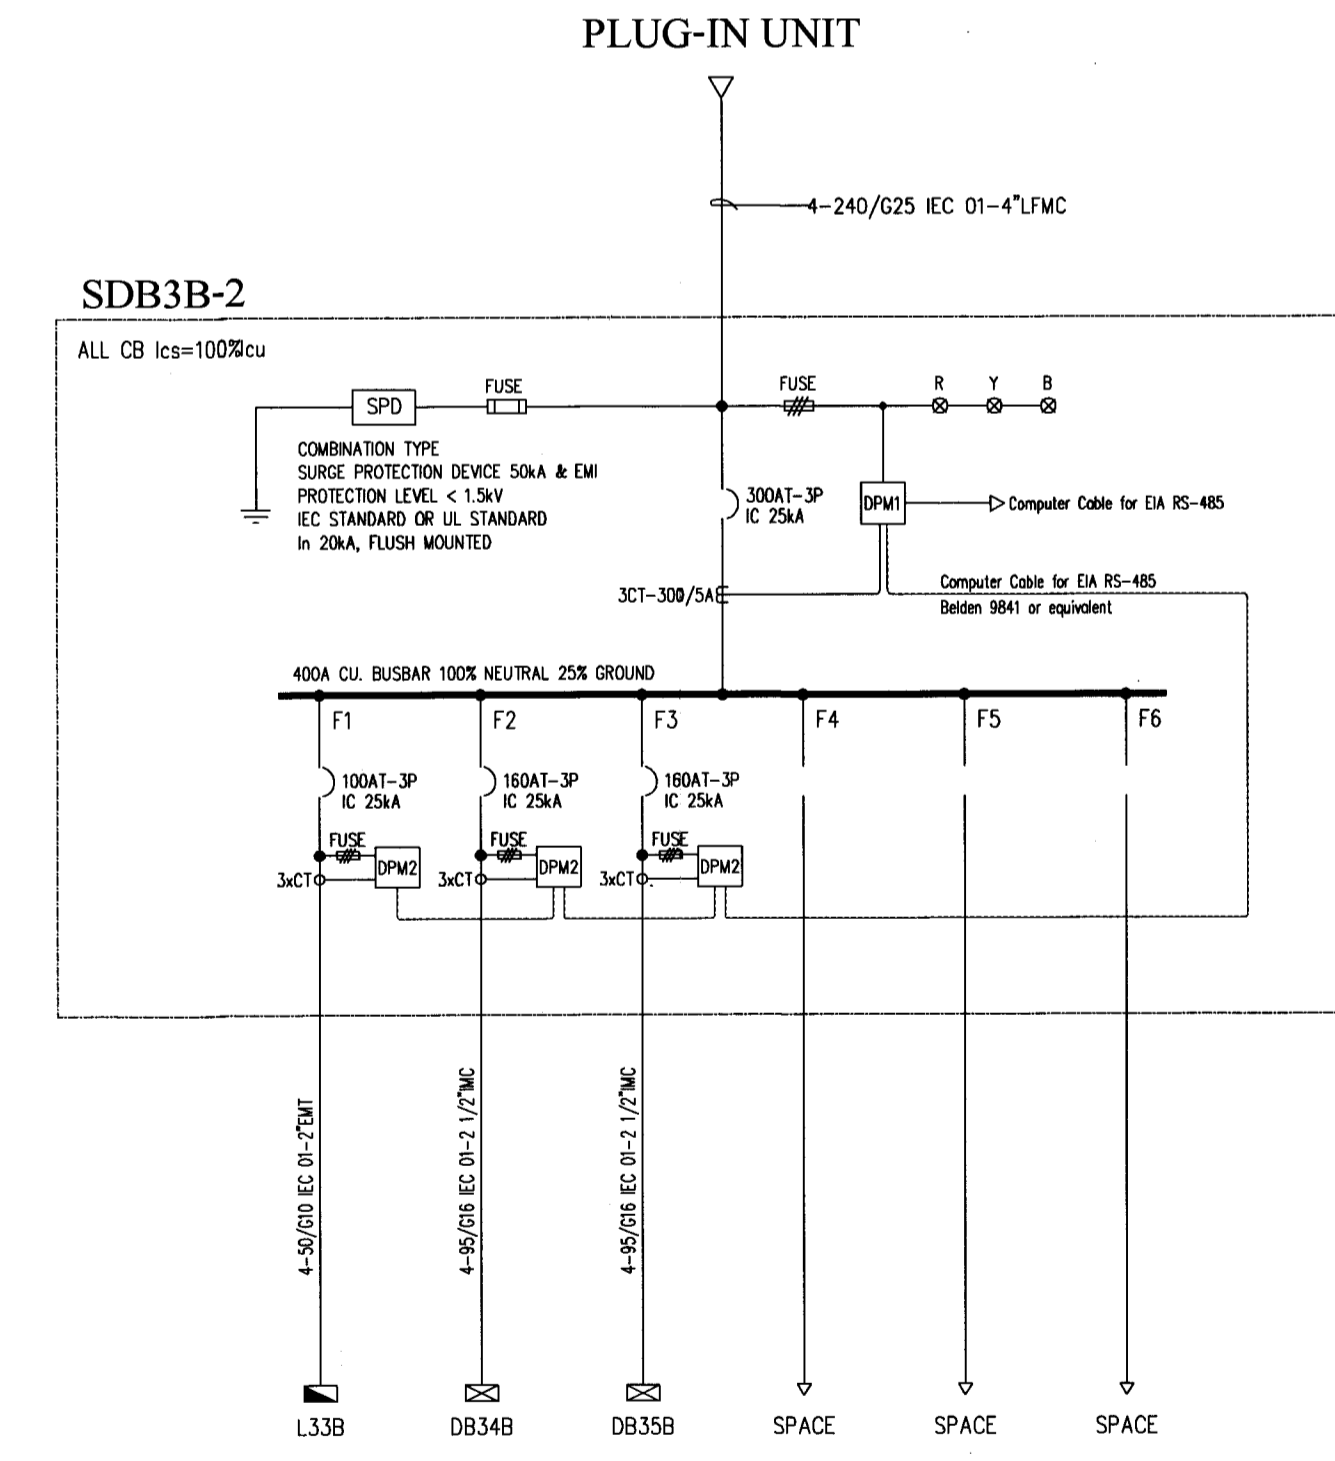 PLUG-IN UNIT
4-240/G25 IEC 01-4"LFMC
SDB3B-2
ALL CB Ics=100%Icu
FUSE
FUSE
R
Y
B
SPD
COMBINATION TYPE
SURGE PROTECTION DEVICE 50kA & EMI
PROTECTION LEVEL < 1.5kV
IEC STANDARD OR UL STANDARD
In 20kA, FLUSH MOUNTED
300AT-3P
IC 25kA
DPM1
Computer Cable for EIA RS-485
3CT-300/5A
Computer Cable for EIA RS-485
Belden 9841 or equivalent
400A CU. BUSBAR 100% NEUTRAL 25% GROUND
F1
F2
F3
F4
F5
F6
100AT-3P
IC 25kA
160AT-3P
IC 25kA
160AT-3P
IC 25kA
FUSE
FUSE
FUSE
DPM2
DPM2
DPM2
3xCT
3xCT
3xCT
4-50/G10 IEC 01-2"EMT
4-95/G16 IEC 01-2 1/2"IMC
4-95/G16 IEC 01-2 1/2"IMC
L33B
DB34B
DB35B
SPACE
SPACE
SPACE